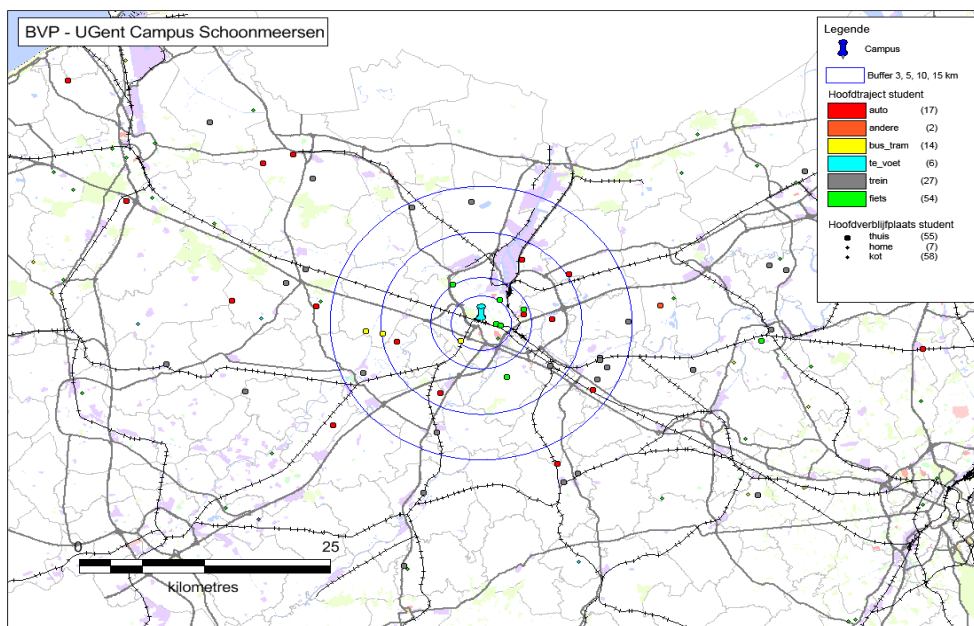 BVP - UGent Campus Schoonmeersen
Legende
Campus
Buffer 3, 5, 10, 15 km
Hoofdtraject student
auto (17)
andere (2)
bus_tram (14)
te_voet (6)
trein (27)
fiets (54)
Hoofdverblijfplaats student
thuis (55)
home (7)
kot (58)
0 25
kilometres